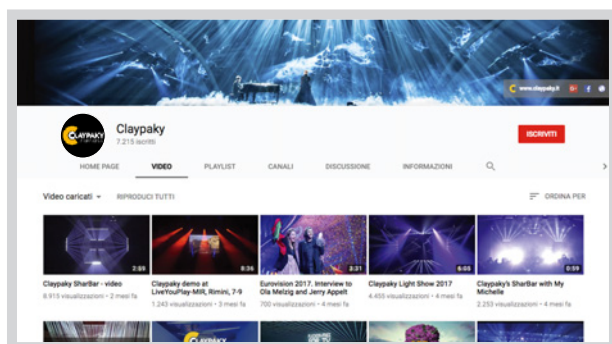 www.claypaky.it
CLAYPAKY
Claypaky
7.215 iscritti
ISCRIVITI
HOME PAGE VIDEO PLAYLIST CANALI DISCUSSIONE INFORMAZIONI
Video caricati RIPRODUCI TUTTI ORDINA PER
2:59 8:36 3:31 5:05 0:59
Claypaky SharBar - video
8.915 visualizzazioni • 2 mesi fa
Claypaky demo at
LiveYouPlay-MIR, Rimini, 7-9
1.243 visualizzazioni • 3 mesi fa
Eurovision 2017. Interview to
Ola Melzig and Jerry Appelt
700 visualizzazioni • 4 mesi fa
Claypaky Light Show 2017
4.455 visualizzazioni • 4 mesi fa
Claypaky's SharBar with My
Michelle
2.253 visualizzazioni • 4 mesi fa
CLAYPAKY